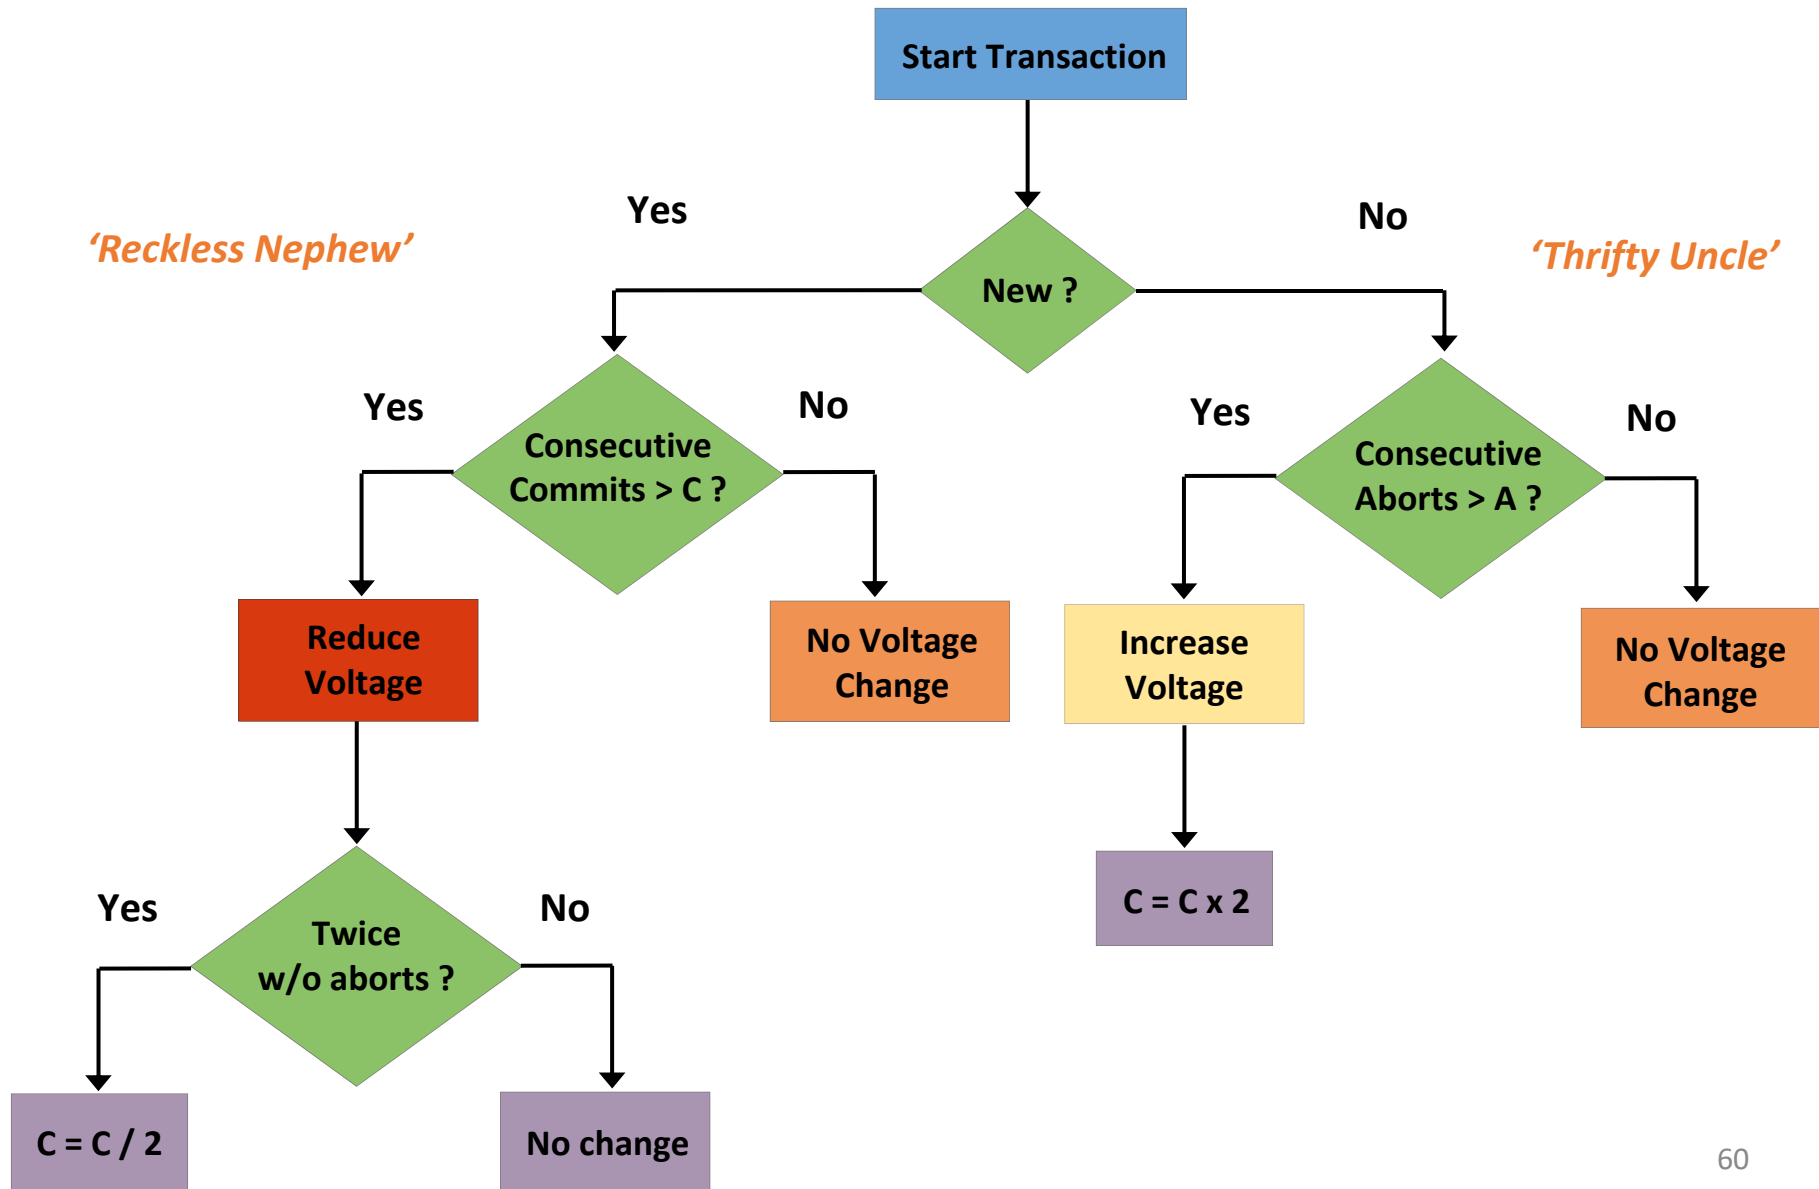 Start Transaction
Yes
No
‘Reckless Nephew’
‘Thrifty Uncle’
New ?
Yes
No
Yes
No
Consecutive
Commits > C ?
Consecutive
Aborts > A ?
Reduce
Voltage
No Voltage
Change
Increase
Voltage
No Voltage
Change
Yes
No
Twice
w/o aborts ?
C = C x 2
C = C / 2
No change
60